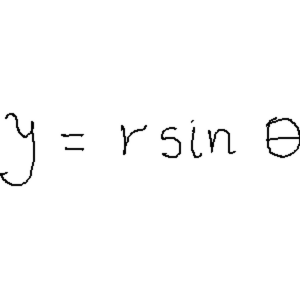 y = r sin θ